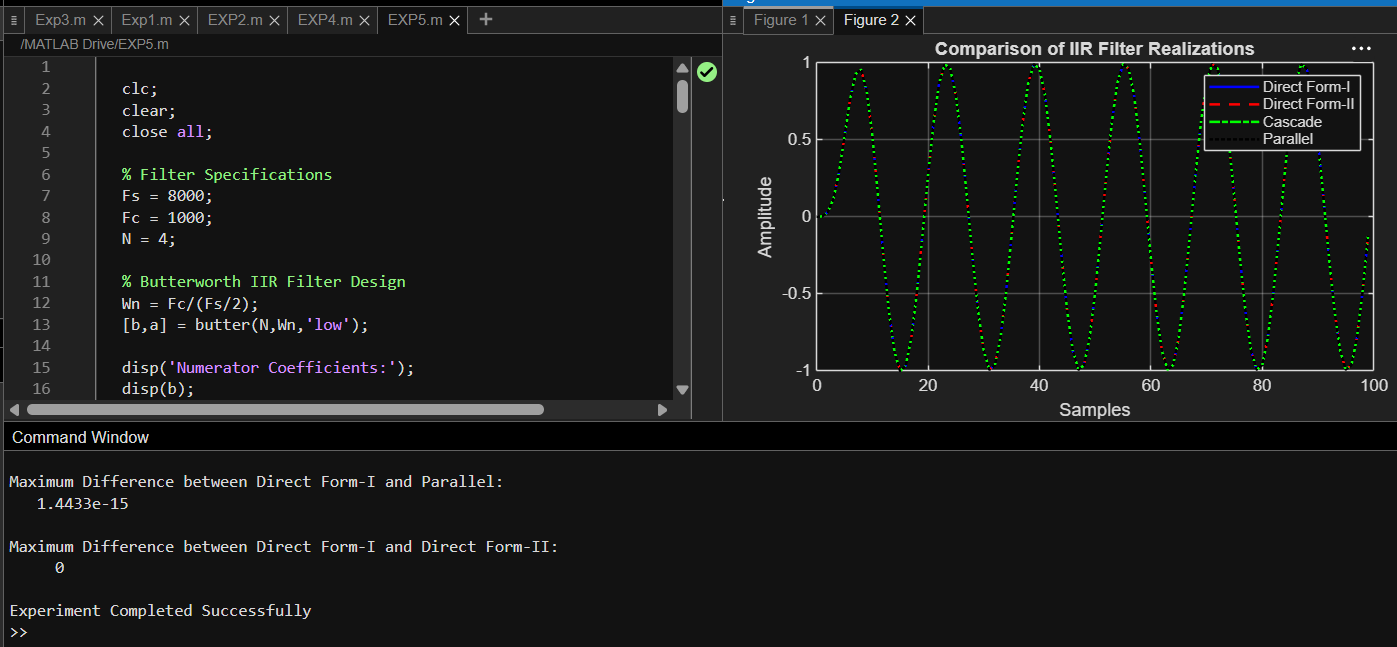 Exp3.m
Exp1.m
EXP2.m
EXP4.m
EXP5.m
/MATLAB Drive/EXP5.m
1
2 clc;
3 clear;
4 close all;
5
6 % Filter Specifications
7 Fs = 8000;
8 Fc = 1000;
9 N = 4;
10
11 % Butterworth IIR Filter Design
12 Wn = Fc/(Fs/2);
13 [b,a] = butter(N,Wn,'low');
14
15 disp('Numerator Coefficients:');
16 disp(b);
Figure 1
Figure 2
Comparison of IIR Filter Realizations
Direct Form-I
Direct Form-II
Cascade
Parallel
Amplitude
1
0.5
0
-0.5
-1
0 20 40 60 80 100
Samples
Command Window
Maximum Difference between Direct Form-I and Parallel:
1.4433e-15
Maximum Difference between Direct Form-I and Direct Form-II:
0
Experiment Completed Successfully
>>